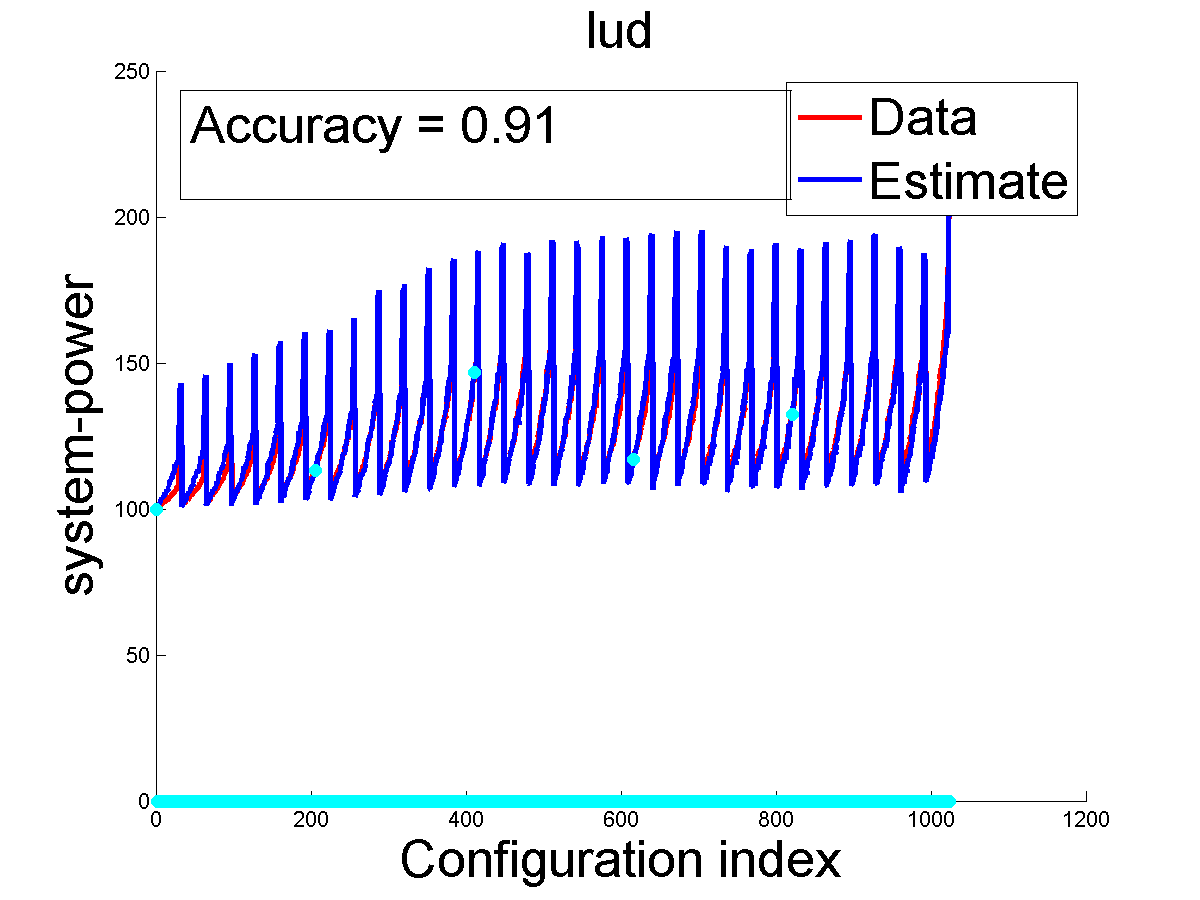 lud
250
200
150
100
50
0
Accuracy = 0.91
Data
Estimate
system-power
0 200 400 600 800 1000 1200
Configuration index